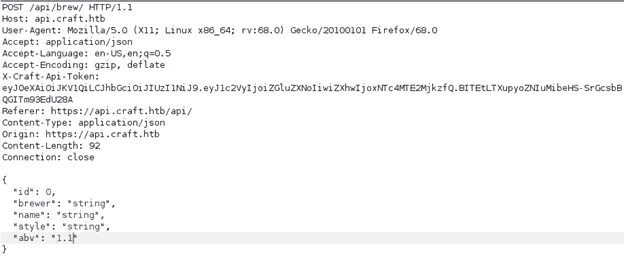 POST /api/brew/ HTTP/1.1
Host: api.craft.htb
User-Agent: Mozilla/5.0 (X11; Linux x86_64; rv:68.0) Gecko/20100101 Firefox/68.0
Accept: application/json
Accept-Language: en-US,en;q=0.5
Accept-Encoding: gzip, deflate
X-Craft-Api-Token:
eyJ0eXAiOiJKV1QiLCJhbGciOiJIUzI1NiJ9.eyJ1c2VyIjoiZGluZXNoIiwiZXhwIjoxNTc4MTE2MjkzfQ.BITEtLTXupyoZNIuMibeHS-SrGcsbB
QGITm93EdU28A
Referer: https://api.craft.htb/api/
Content-Type: application/json
Origin: https://api.craft.htb
Content-Length: 92
Connection: close
{
"id": 0,
"brewer": "string",
"name": "string",
"style": "string",
"abv": "1.1"
}